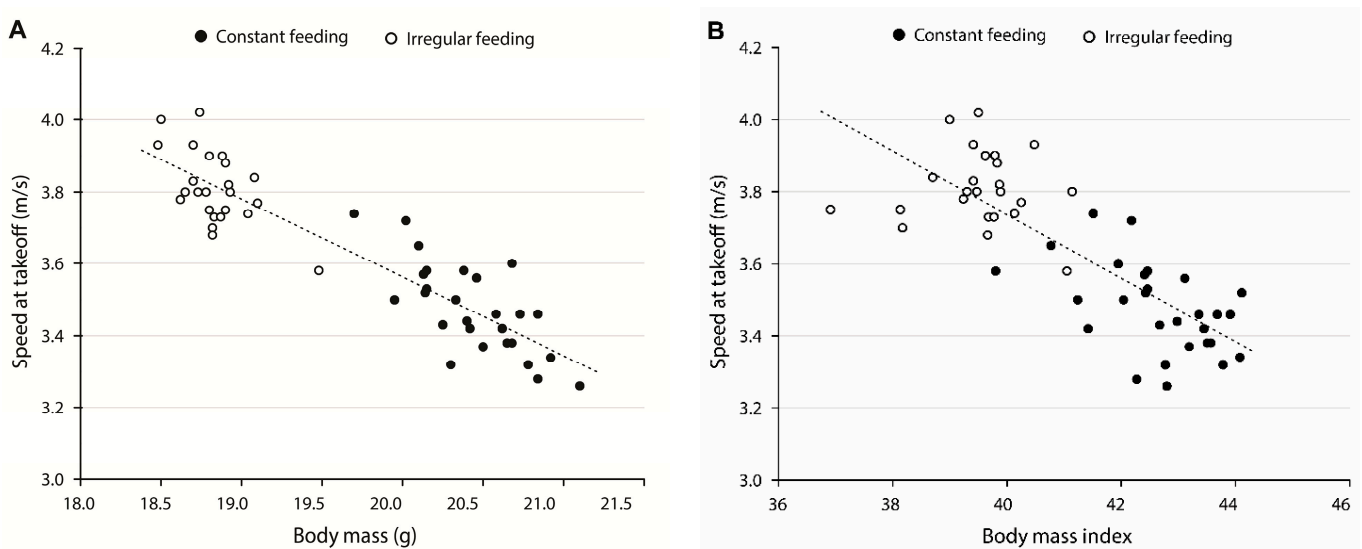 A
Constant feeding
Irregular feeding
4.2
4.0
3.8
3.6
3.4
3.2
3.0
Speed at takeoff (m/s)
18.0 18.5 19.0 19.5 20.0 20.5 21.0 21.5
Body mass (g)
B
Constant feeding
Irregular feeding
4.2
4.0
3.8
3.6
3.4
3.2
3.0
Speed at takeoff (m/s)
36 38 40 42 44 46
Body mass index